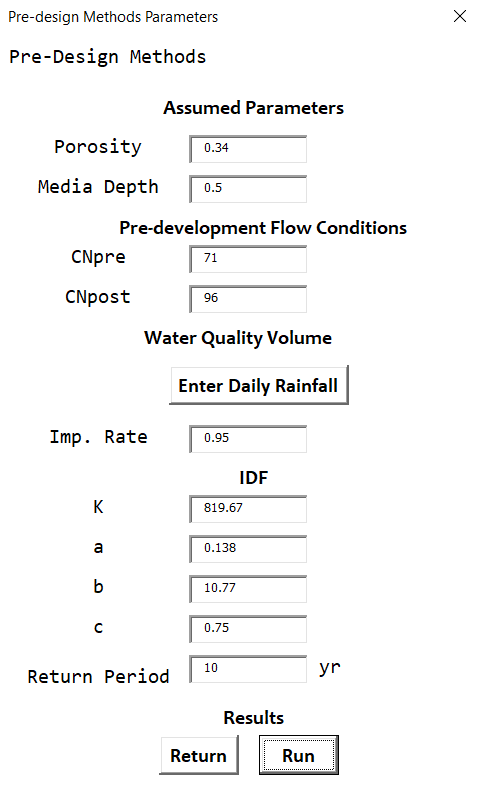 Pre-design Methods Parameters
Pre-Design Methods
Assumed Parameters
Porosity 0.34
Media Depth 0.5
Pre-development Flow Conditions
CNpre 71
CNpost 96
Water Quality Volume
Enter Daily Rainfall
Imp. Rate 0.95
IDF
K 819.67
a 0.138
b 10.77
c 0.75
Return Period 10 yr
Results
Return Run